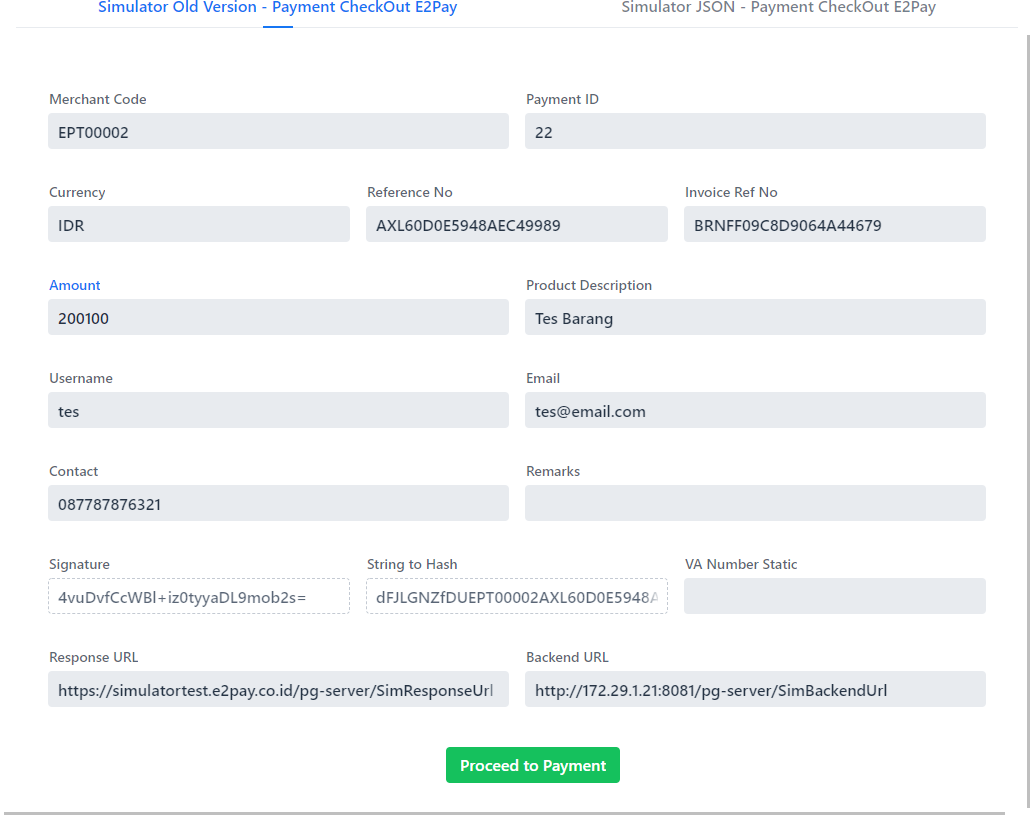 Simulator Old Version - Payment CheckOut E2Pay
Simulator JSON - Payment CheckOut E2Pay
Merchant Code
Payment ID
EPT00002
22
Currency
Reference No
Invoice Ref No
IDR
AXL60D0E5948AEC49989
BRNFF09C8D9064A44679
Amount
Product Description
200100
Tes Barang
Username
Email
tes
tes@email.com
Contact
Remarks
087787876321
Signature
String to Hash
VA Number Static
4vuDvfCcWBl+iz0tyyaDL9mob2s=
dFJLGNZfDUEPT00002AXL60D0E5948A
Response URL
Backend URL
https://simulatortest.e2pay.co.id/pg-server/SimResponseUrl
http://172.29.1.21:8081/pg-server/SimBackendUrl
Proceed to Payment